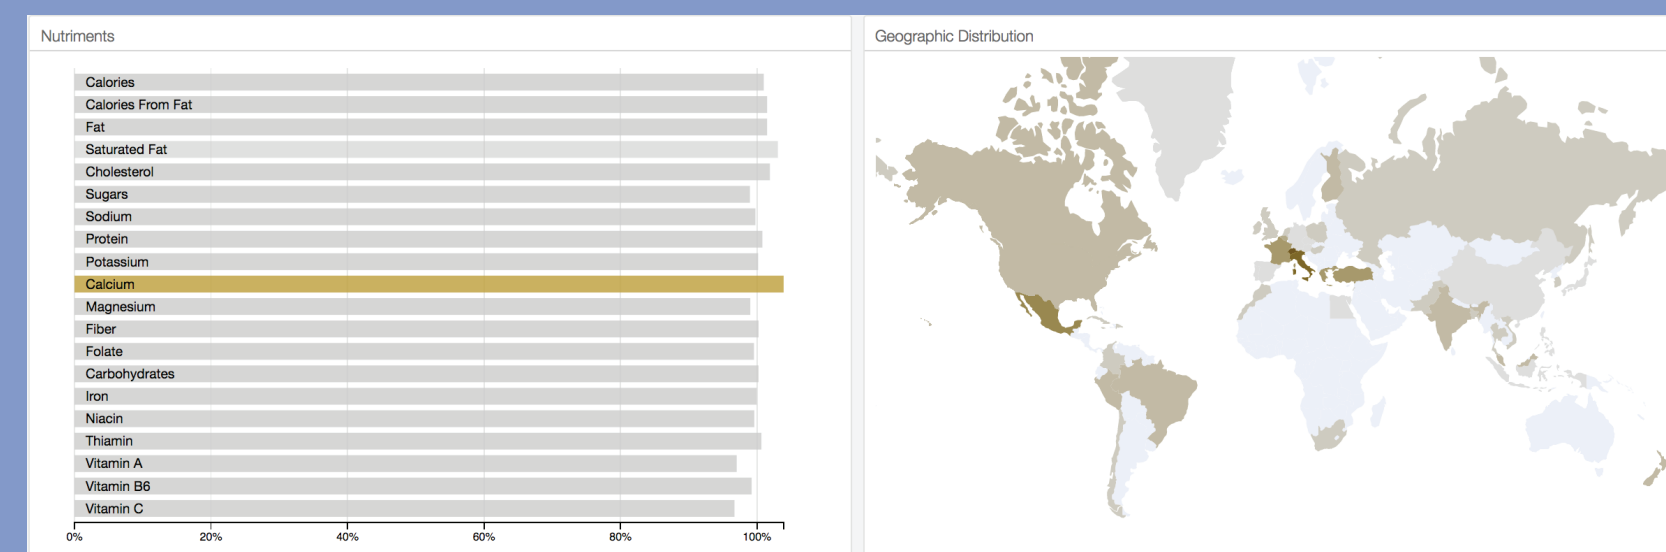 Nutriments
Calories
Calories From Fat
Fat
Saturated Fat
Cholesterol
Sugars
Sodium
Protein
Potassium
Calcium
Magnesium
Fiber
Folate
Carbohydrates
Iron
Niacin
Thiamin
Vitamin A
Vitamin B6
Vitamin C
0% 20% 40% 60% 80% 100%
Geographic Distribution